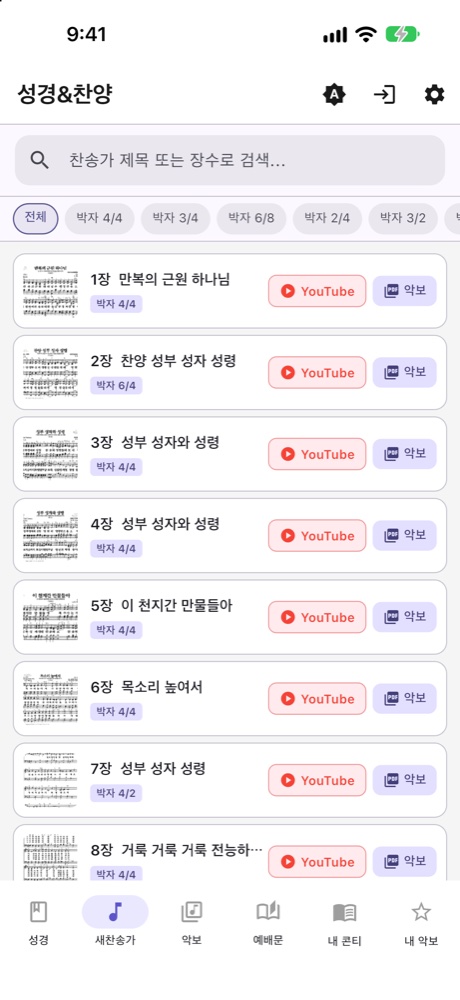 9:41
성경&찬양
찬송가 제목 또는 장수로 검색...
전체 박자 4/4 박자 3/4 박자 6/8 박자 2/4 박자 3/2
1장 만복의 근원 하나님
박자 4/4
YouTube
PDF 악보
2장 찬양 성부 성자 성령
박자 6/4
YouTube
PDF 악보
3장 성부 성자와 성령
박자 4/4
YouTube
PDF 악보
4장 성부 성자와 성령
박자 4/4
YouTube
PDF 악보
5장 이 천지간 만물들아
박자 4/4
YouTube
PDF 악보
6장 목소리 높여서
박자 4/4
YouTube
PDF 악보
7장 성부 성자 성령
박자 4/2
YouTube
PDF 악보
8장 거룩 거룩 거룩 전능하…
박자 4/4
YouTube
PDF 악보
성경 새찬송가 악보 예배문 내 콘티 내 악보